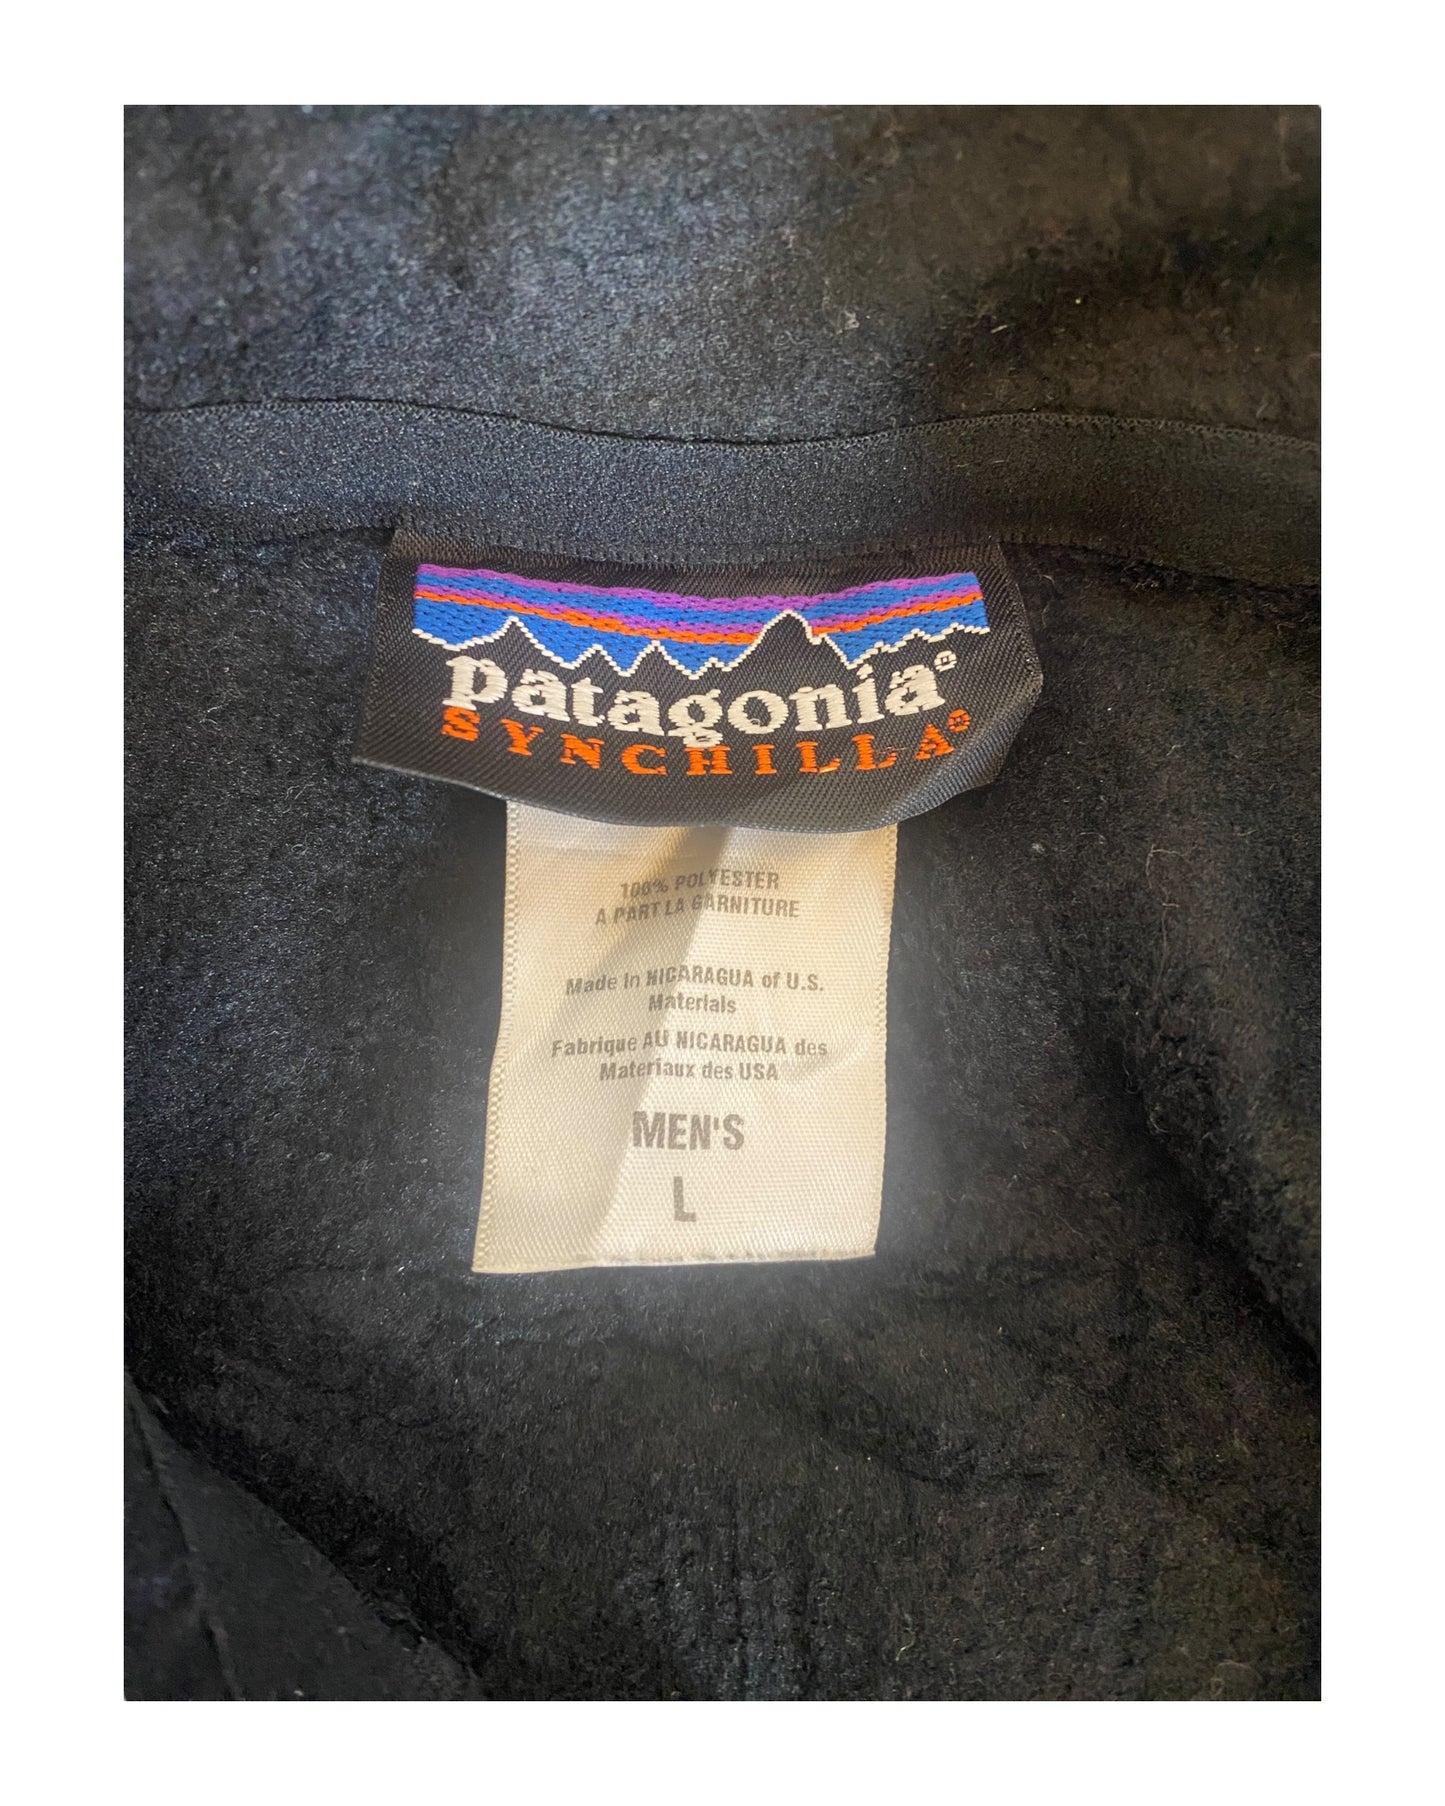 patagonia®
SYNCHILLA®
100% POLYESTER
A PART LA GARNITURE
Made in NICARAGUA of U.S.
Materials
Fabrique AU NICARAGUA des
Materiaux des USA
MEN'S
L